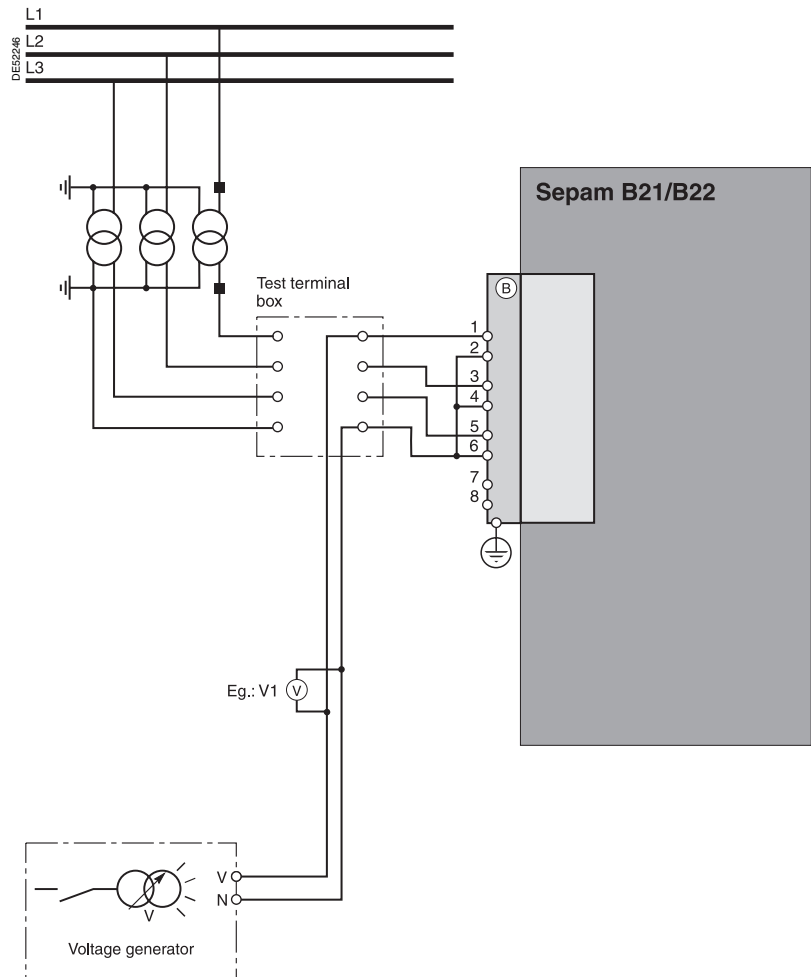 L1
DE52246
L2
L3
Sepam B21/B22
Test terminal
box
B
1
2
3
4
5
6
7
8
Eg.: V1
V
V
N
V
Voltage generator